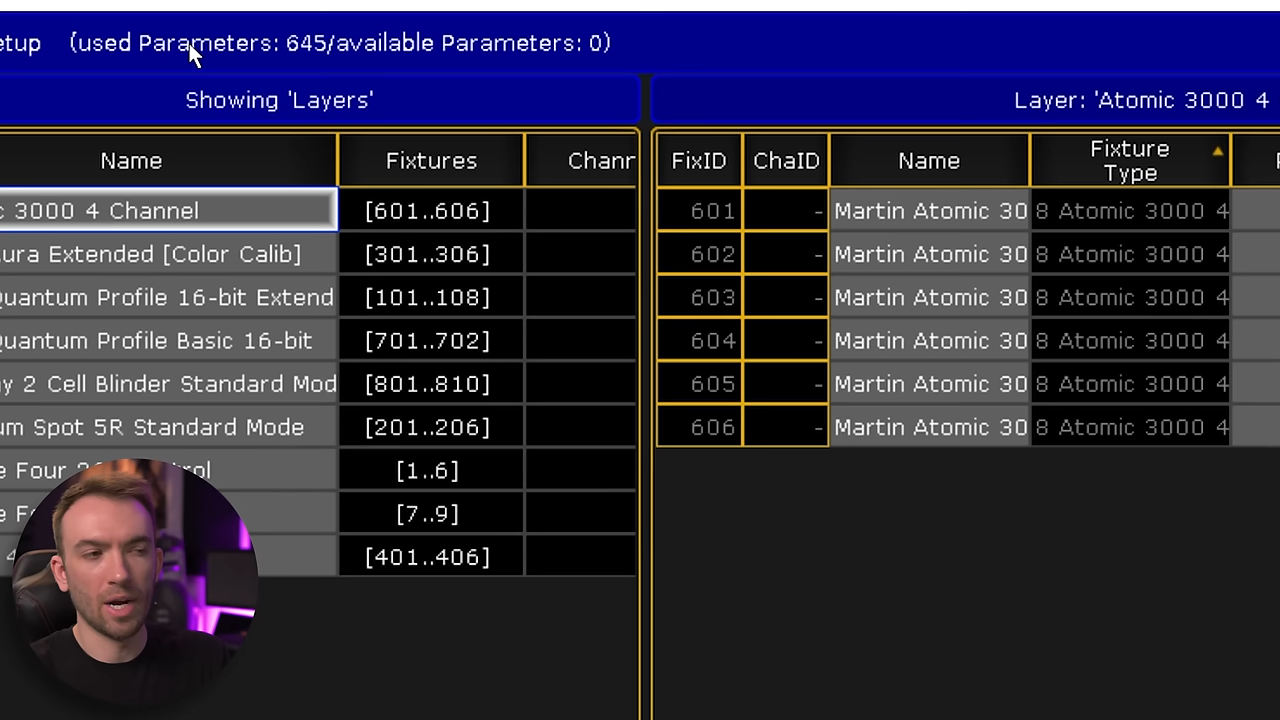 etup (used Parameters: 645/available Parameters: 0)
Showing 'Layers'
Layer: 'Atomic 3000 4
Name Fixtures Chann
c 3000 4 Channel [601..606]
ura Extended [Color Calib] [301..306]
Quantum Profile 16-bit Extend [101..108]
Quantum Profile Basic 16-bit [701..702]
y 2 Cell Blinder Standard Mod [801..810]
um Spot 5R Standard Mode [201..206]
e Four [1..6]
e F [7..9]
4 [401..406]
FixID ChaID Name Fixture Type
601 - Martin Atomic 30 8 Atomic 3000 4
602 - Martin Atomic 30 8 Atomic 3000 4
603 - Martin Atomic 30 8 Atomic 3000 4
604 - Martin Atomic 30 8 Atomic 3000 4
605 - Martin Atomic 30 8 Atomic 3000 4
606 - Martin Atomic 30 8 Atomic 3000 4